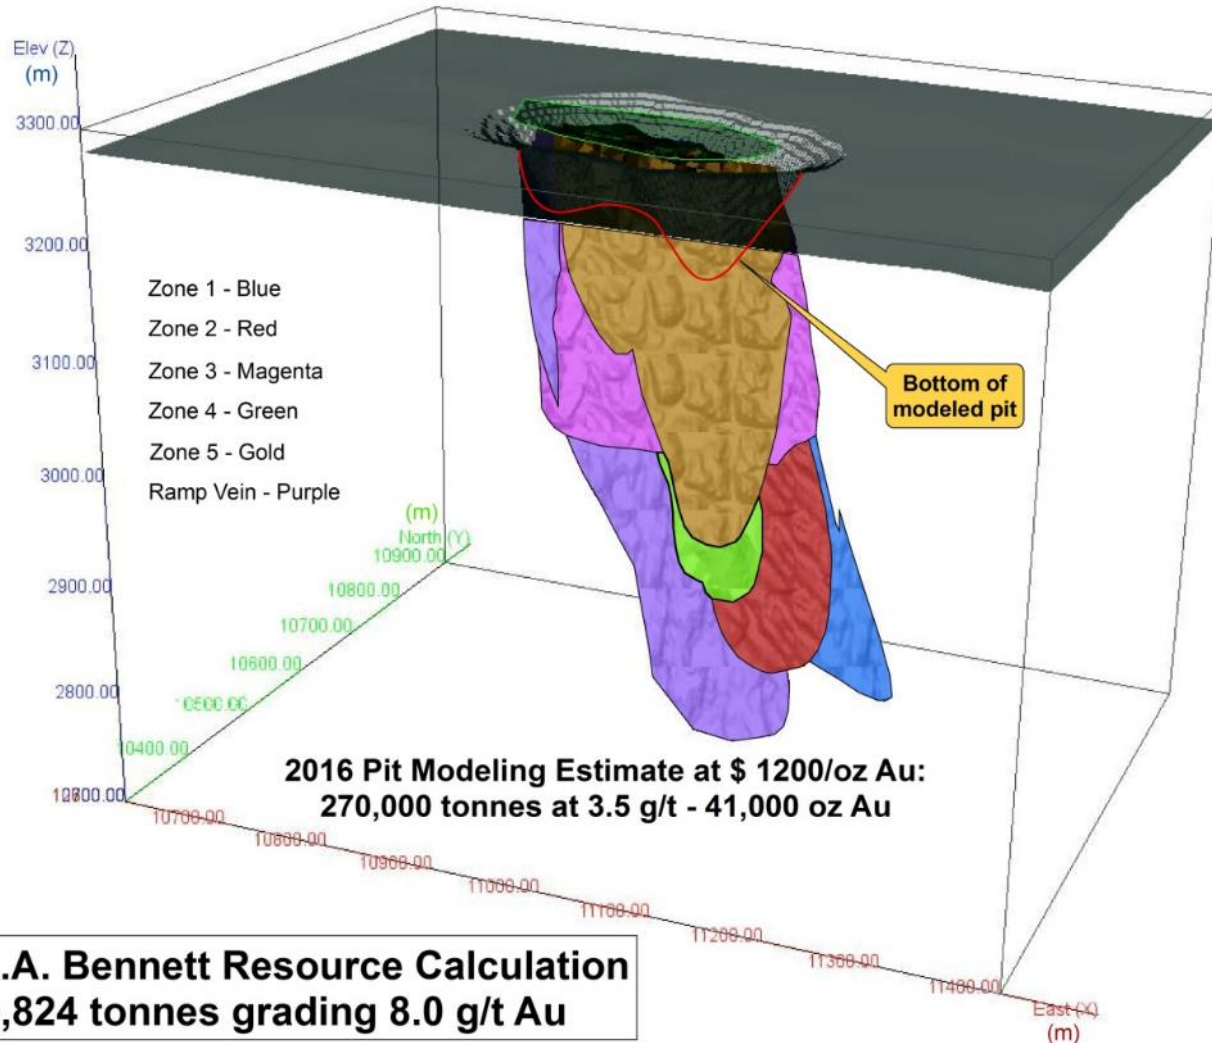 Elev (Z)
(m)
3300.00
3200.00
3100.00
3000.00
2900.00
2800.00
Zone 1 - Blue
Zone 2 - Red
Zone 3 - Magenta
Zone 4 - Green
Zone 5 - Gold
Ramp Vein - Purple
Bottom of
modeled pit
(m)
North (Y)
10900.00
10800.00
10700.00
10600.00
10500.00
10400.00
2016 Pit Modeling Estimate at $ 1200/oz Au:
270,000 tonnes at 3.5 g/t - 41,000 oz Au
10700.00
10800.00
10900.00
11000.00
11100.00
11200.00
11300.00
11400.00
East (X)
(m)
.A. Bennett Resource Calculation
,824 tonnes grading 8.0 g/t Au